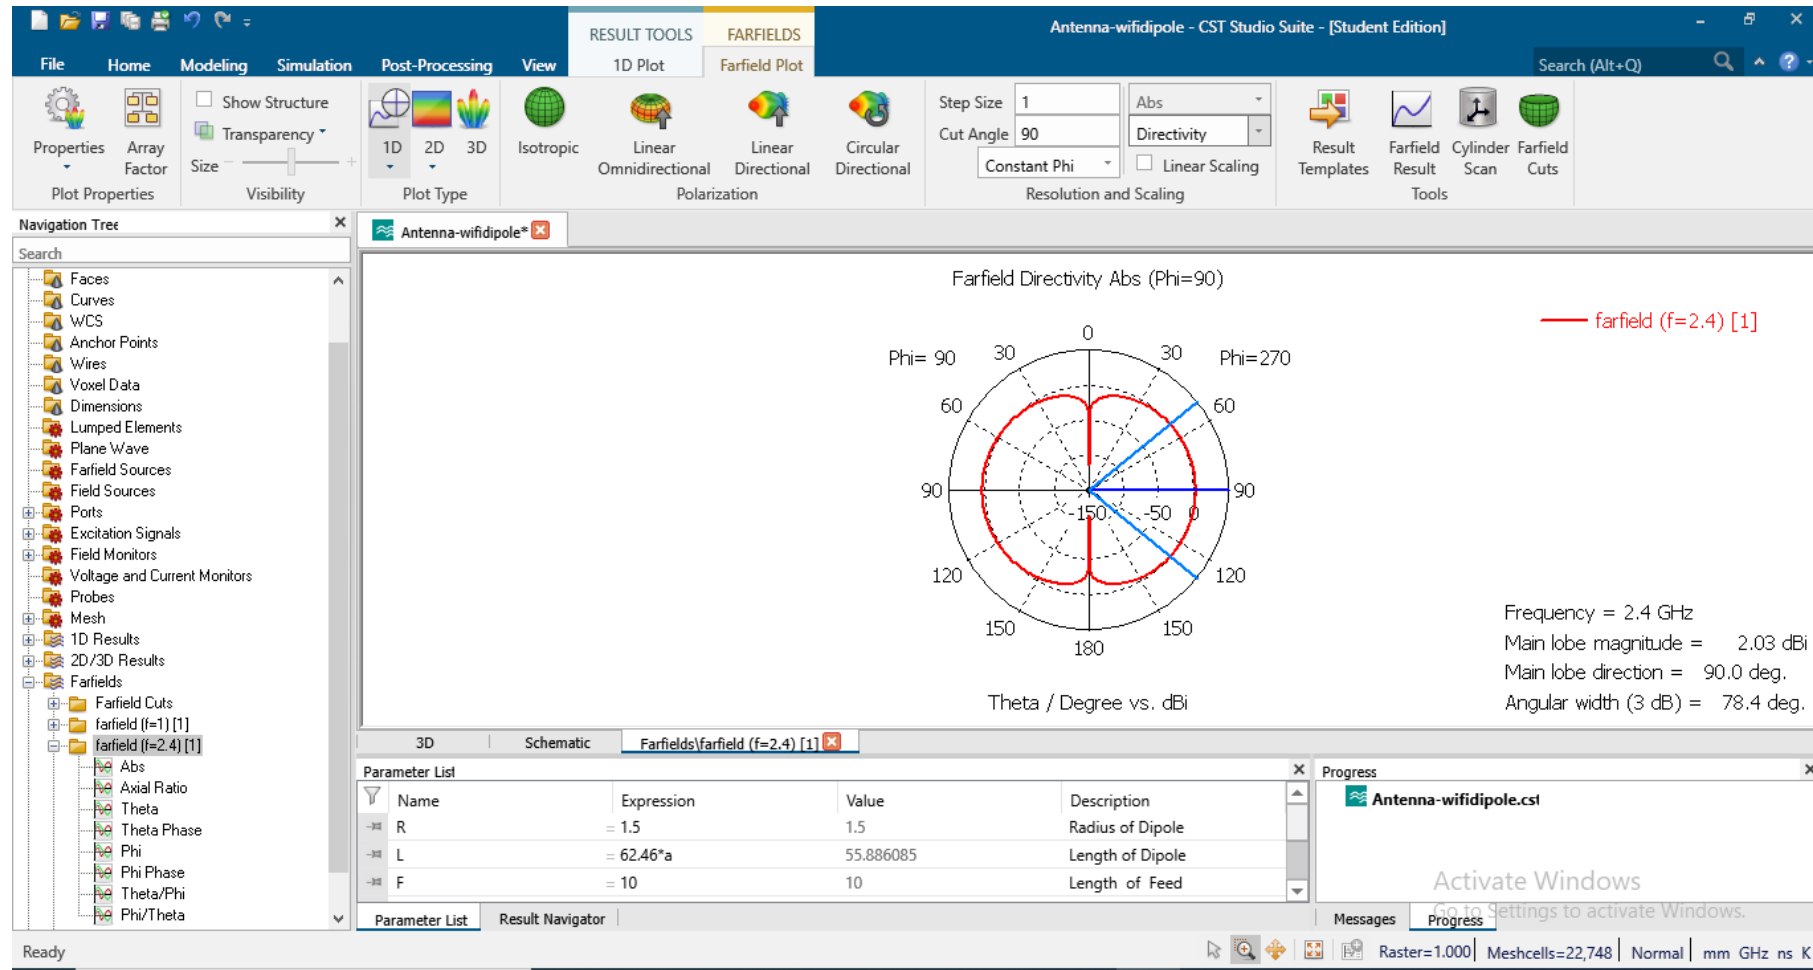 RESULT TOOLS
FARFIELDS
Antenna-wifidipole - CST Studio Suite - [Student Edition]
File Home Modeling Simulation Post-Processing View 1D Plot Farfield Plot Search (Alt+Q)
Properties
Array Factor
Plot Properties
Show Structure
Transparency
Size
Visibility
1D 2D 3D
Plot Type
Isotropic
Linear Omnidirectional
Linear Directional
Circular Directional
Polarization
Step Size 1
Cut Angle 90
Constant Phi
Abs
Directivity
Linear Scaling
Resolution and Scaling
Result Templates
Farfield Result
Cylinder Scan
Farfield Cuts
Tools
Navigation Tree
Search
Faces
Curves
WCS
Anchor Points
Wires
Voxel Data
Dimensions
Lumped Elements
Plane Wave
Farfield Sources
Field Sources
Ports
Excitation Signals
Field Monitors
Voltage and Current Monitors
Probes
Mesh
1D Results
2D/3D Results
Farfields
Farfield Cuts
farfield (f=1) [1]
farfield (f=2.4) [1]
Abs
Axial Ratio
Theta
Theta Phase
Phi
Phi Phase
Theta/Phi
Phi/Theta
Antenna-wifidipole*
Farfield Directivity Abs (Phi=90)
farfield (f=2.4) [1]
0
Phi= 90 30 30 Phi=270
60 60
90 90
-150 -50 0
120 120
150 150
180
Theta / Degree vs. dBi
Frequency = 2.4 GHz
Main lobe magnitude = 2.03 dBi
Main lobe direction = 90.0 deg.
Angular width (3 dB) = 78.4 deg.
3D Schematic Farfields\farfield (f=2.4) [1]
Parameter List
Name Expression Value Description
R = 1.5 1.5 Radius of Dipole
L = 62.46*a 55.886085 Length of Dipole
F = 10 10 Length of Feed
Parameter List Result Navigator
Progress
Antenna-wifidipole.cst
Activate Windows
Go to Settings to activate Windows.
Messages Progress
Ready
Raster=1.000 Meshcells=22,748 Normal mm GHz ns K